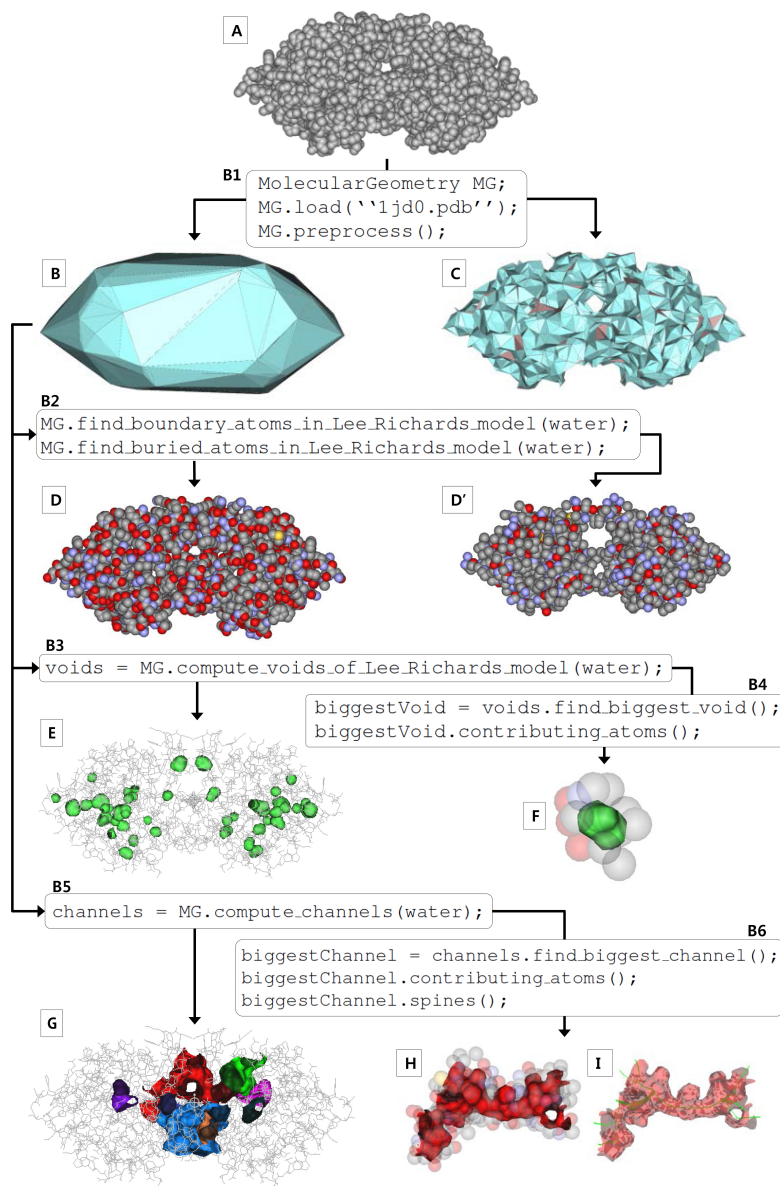 A
B1
MolecularGeometry MG;
MG.load(‘‘1jd0.pdb’’);
MG.preprocess();
B
C
B2
MG.find_boundary_atoms_in_Lee_Richards_model(water);
MG.find_buried_atoms_in_Lee_Richards_model(water);
D
D’
B3
voids = MG.compute_voids_of_Lee_Richards_model(water);
B4
biggestVoid = voids.find_biggest_void();
biggestVoid.contributing_atoms();
E
F
B5
channels = MG.compute_channels(water);
B6
biggestChannel = channels.find_biggest_channel();
biggestChannel.contributing_atoms();
biggestChannel.spines();
G
H
I